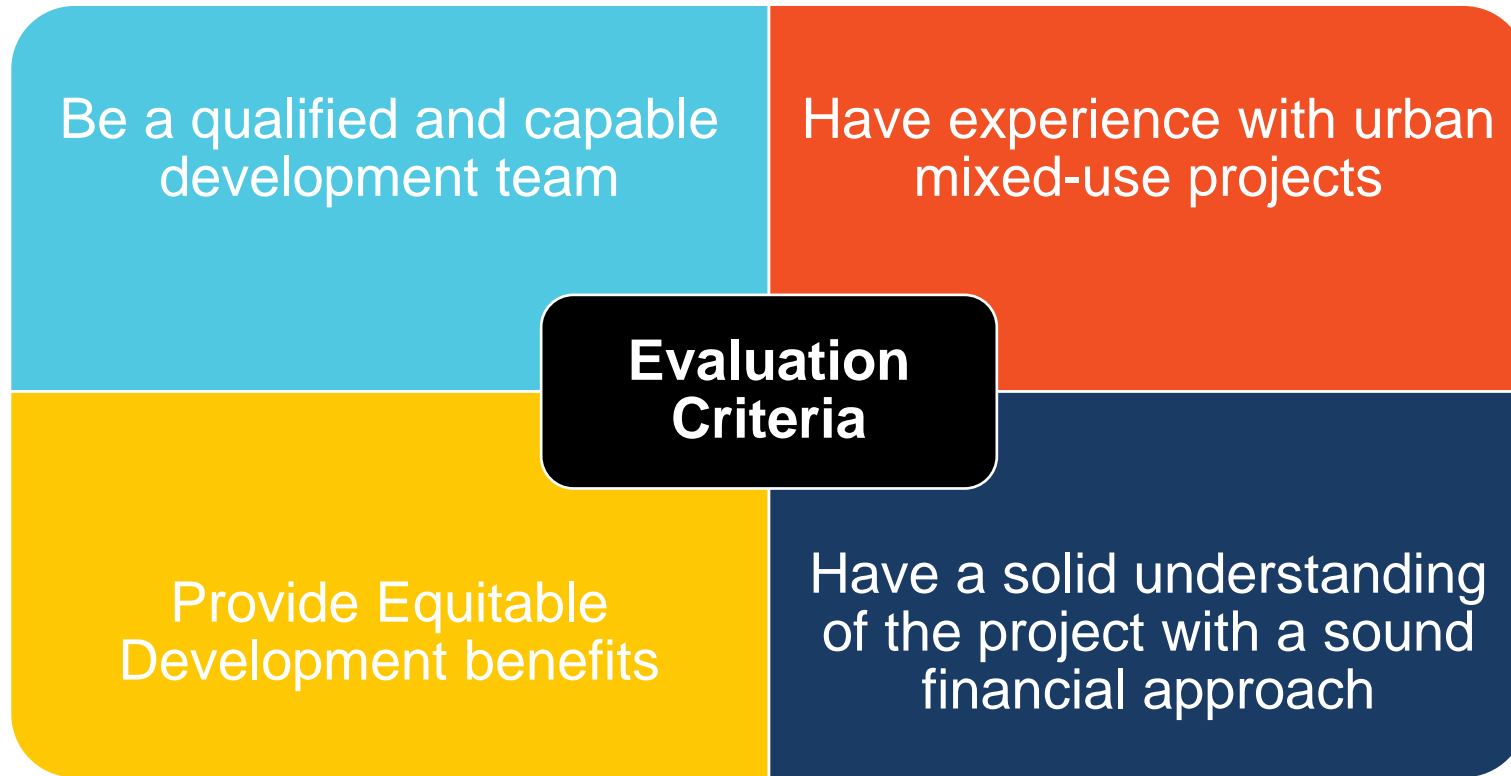 Be a qualified and capable
development team
Have experience with urban
mixed-use projects
Evaluation
Criteria
Provide Equitable
Development benefits
Have a solid understanding
of the project with a sound
financial approach